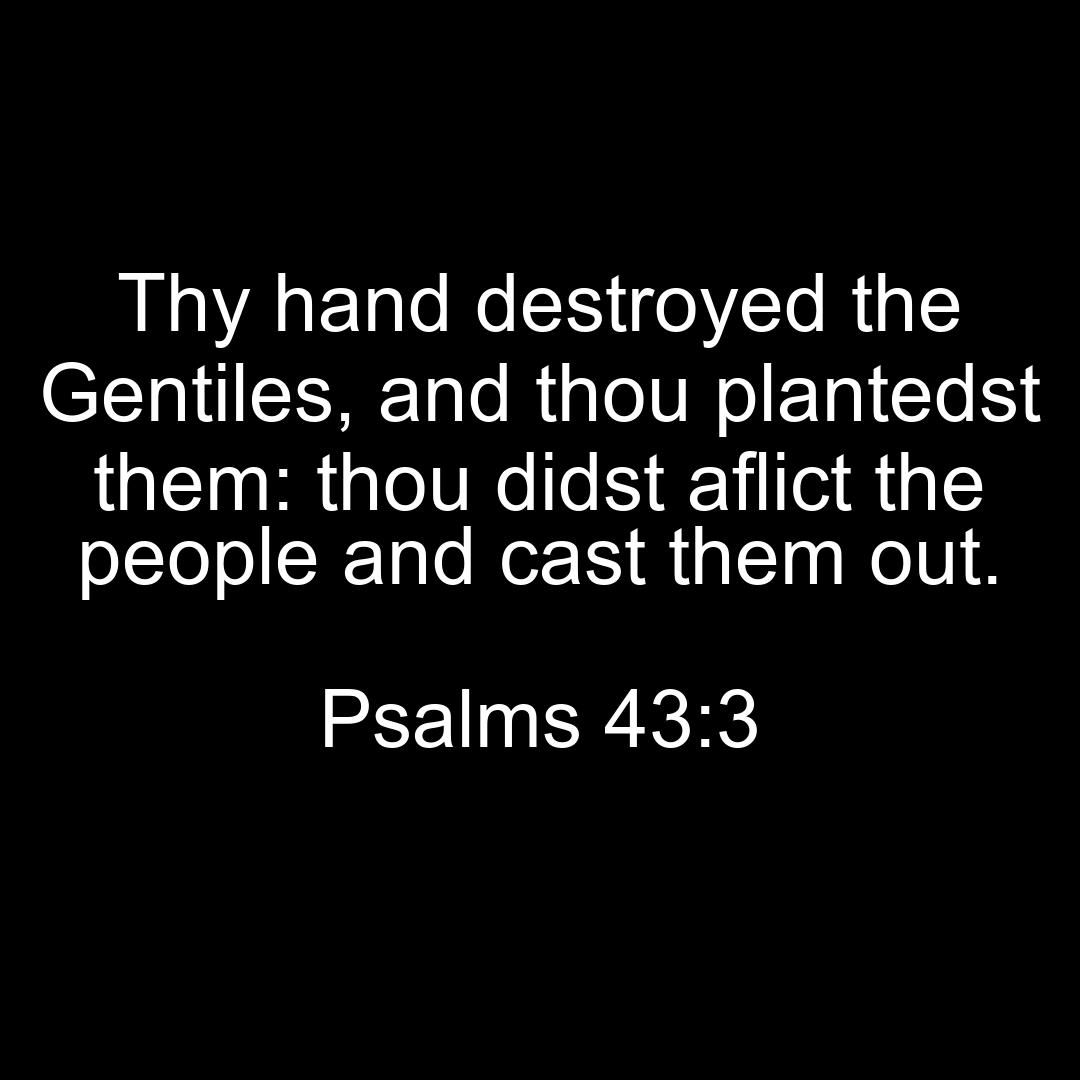 Thy hand destroyed the
Gentiles, and thou plantedst
them: thou didst aflict the
people and cast them out.
Psalms 43:3